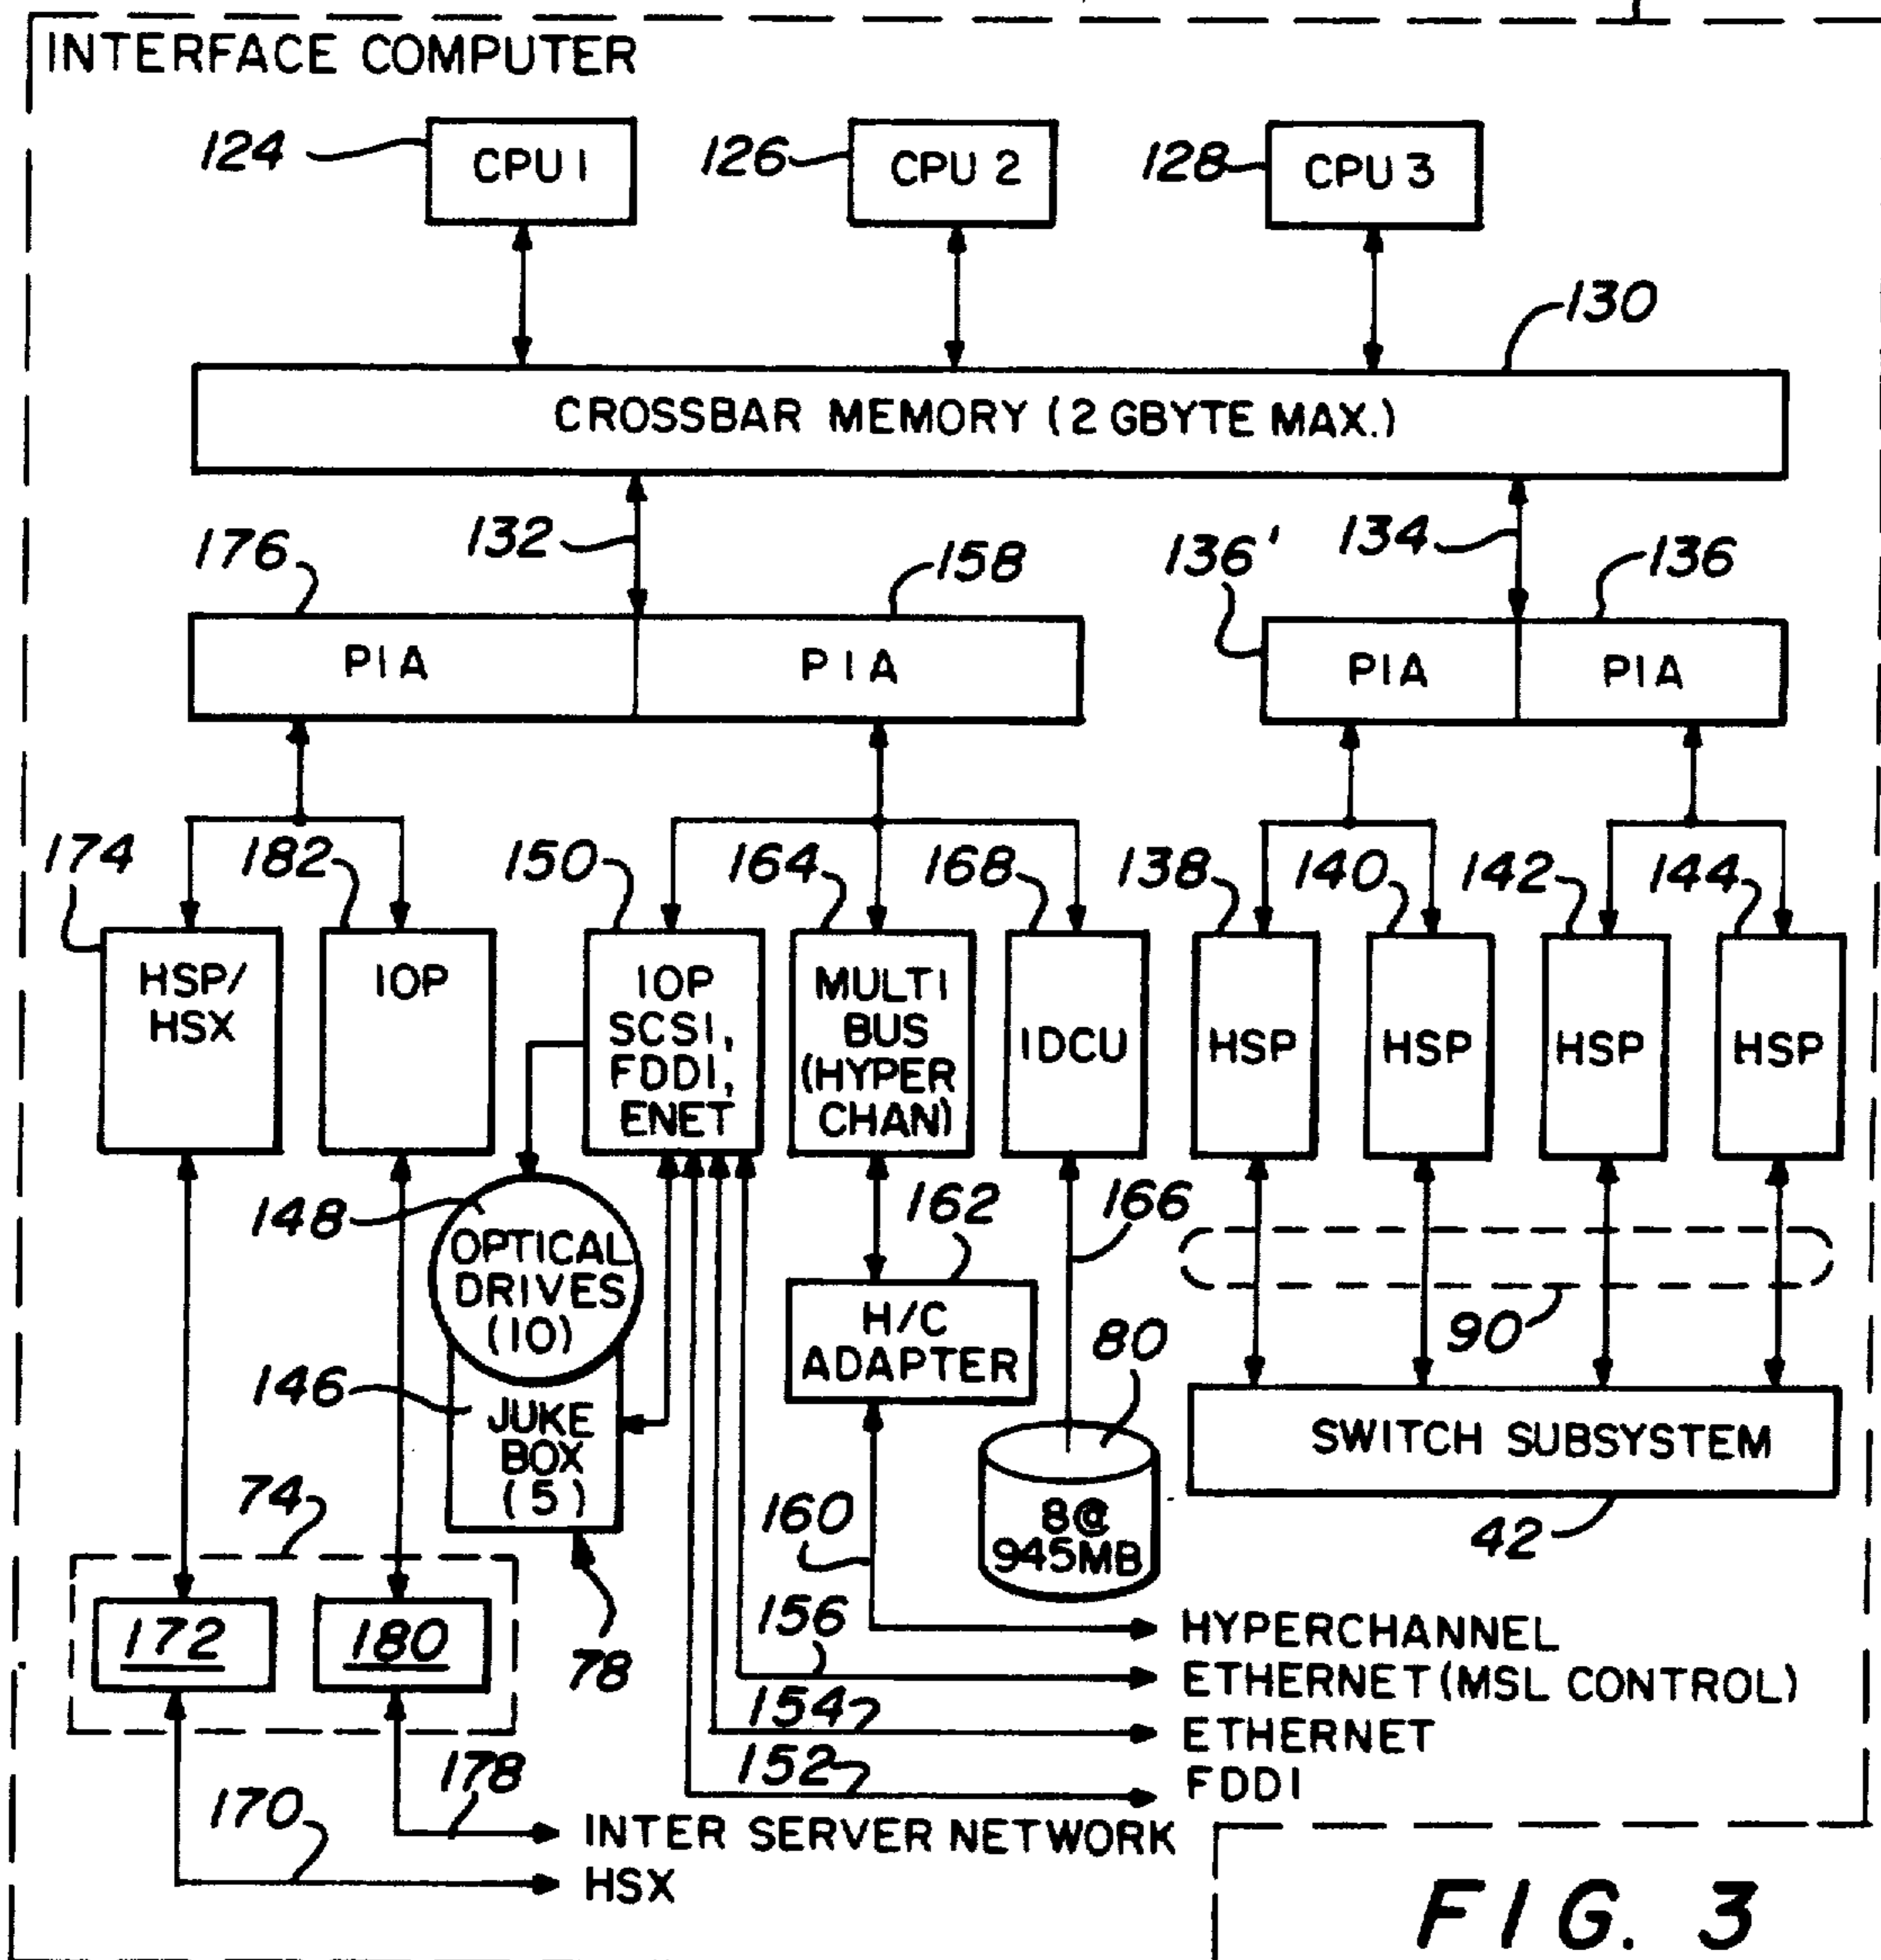 INTERFACE COMPUTER
124
CPU 1
126
CPU 2
128
CPU 3
130
CROSSBAR MEMORY (2 GBYTE MAX.)
176
132
158
136'
134
136
PIA
PIA
PIA
PIA
174
182
150
164
168
138
140
142
144
HSP/
HSX
IOP
IOP
SCSI,
FDDI,
ENET
MULTI
BUS
(HYPER
CHAN)
IDCU
HSP
HSP
HSP
HSP
148
OPTICAL
DRIVES
(10)
162
166
90
H/C
ADAPTER
80
146
JUKE
BOX
(5)
SWITCH SUBSYSTEM
42
74
160
8@
945MB
172
180
78
156
HYPERCHANNEL
ETHERNET (MSL CONTROL)
154
ETHERNET
152
FDDI
178
170
INTER SERVER NETWORK
HSX
FIG. 3